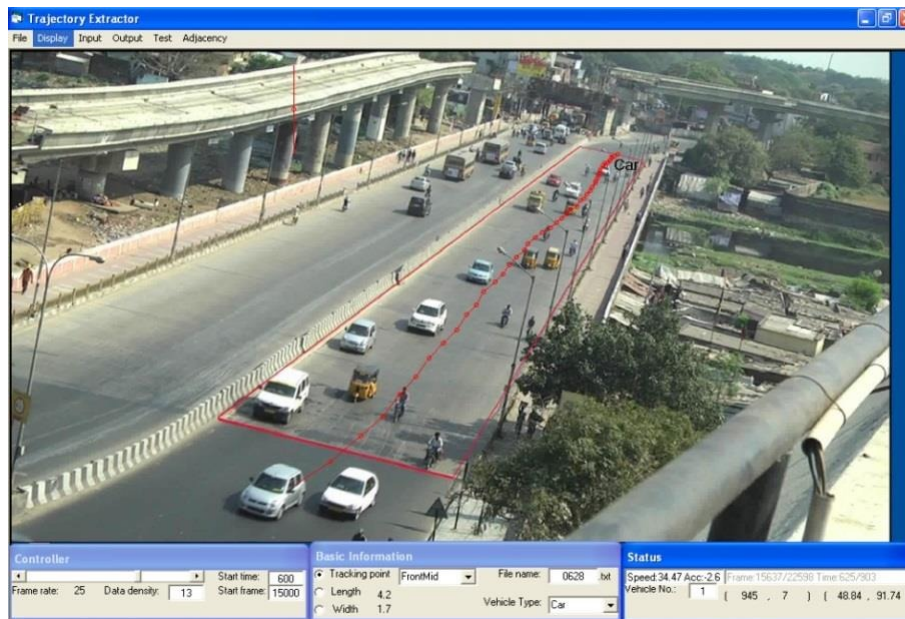 Trajectory Extractor
File Display Input Output Test Adjacency
Car
Controller
Start time: 600
Frame rate: 25 Data density: 13 Start frame: 15000
Basic Information
Tracking point FrontMid File name: 0628 .txt
Length 4.2
Width 1.7
Vehicle Type: Car
Status
Speed:34.47 Acc:-2.6 Frame:15637/22598 Time:625/903
Vehicle No.: 1 ( 945 , 7 ) ( 48.84 , 91.74